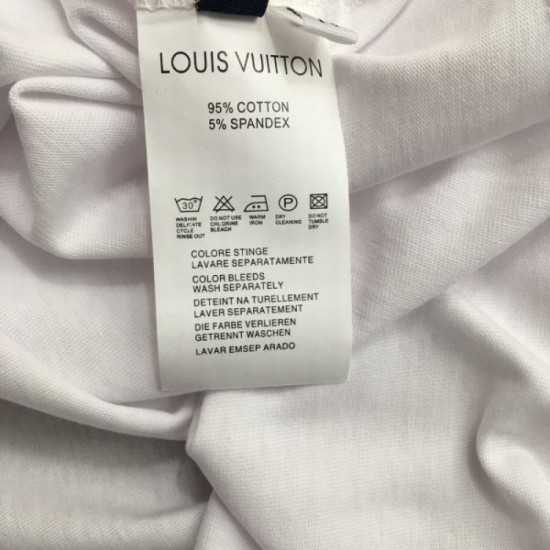 LOUIS VUITTON
95% COTTON
5% SPANDEX
30°
P
WASHIN
DELICATE
CYCLE
RINSE OUT
DO NOT USE
CHLORINE
BLEACH
WARM
IRON
DRY
CLEANING
DO NOT
TUMBLE
DRY
COLORE STINGE
LAVARE SEPARATAMENTE
COLOR BLEEDS
WASH SEPARATELY
DETEINT NA TURELLEMENT
LAVER SEPARATEMENT
DIE FARBE VERLIEREN
GETRENNT WASCHEN
LAVAR EMSEP ARADO